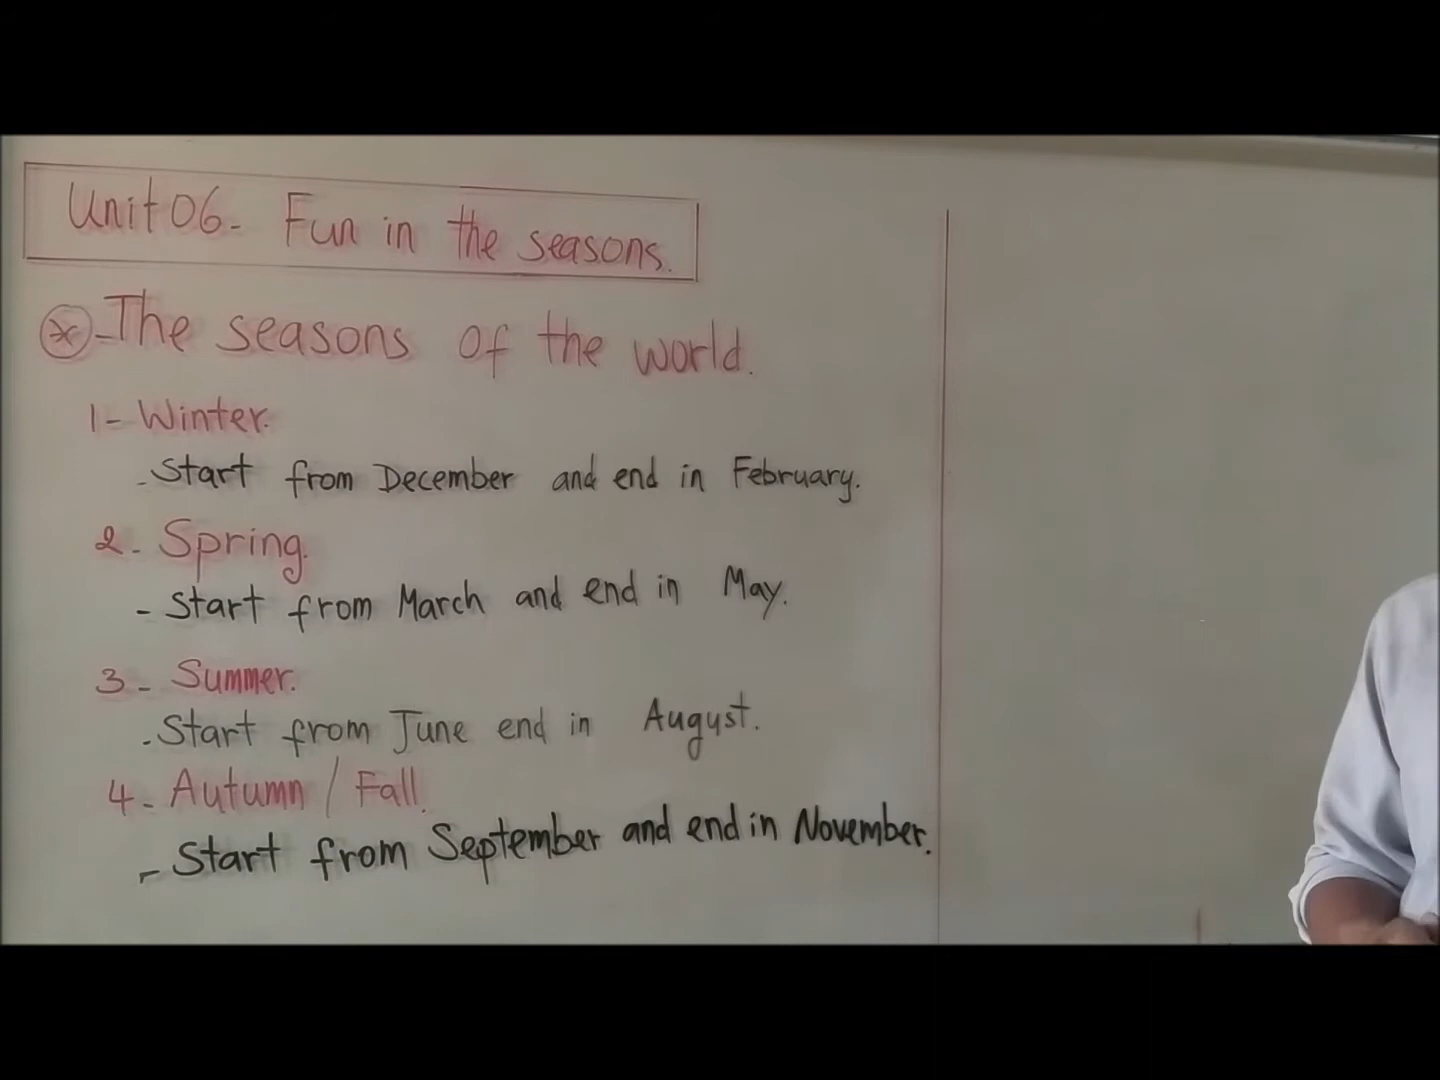 Unit 06- Fun in the seasons.
*-The seasons of the world.
1- Winter.
-Start from December and end in February.
2- Spring.
- Start from March and end in May.
3- Summer.
-Start from June end in August.
4- Autumn / Fall.
- Start from September and end in November.